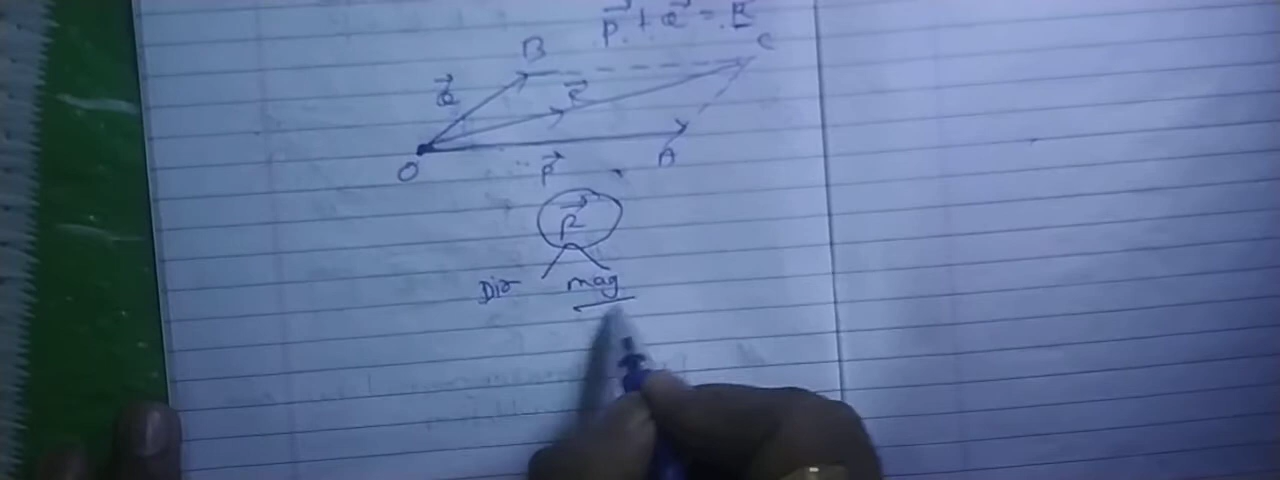 P⃗ + Q⃗ = R⃗
B C
Q⃗ R⃗
O P⃗ A
R⃗
Dir mag